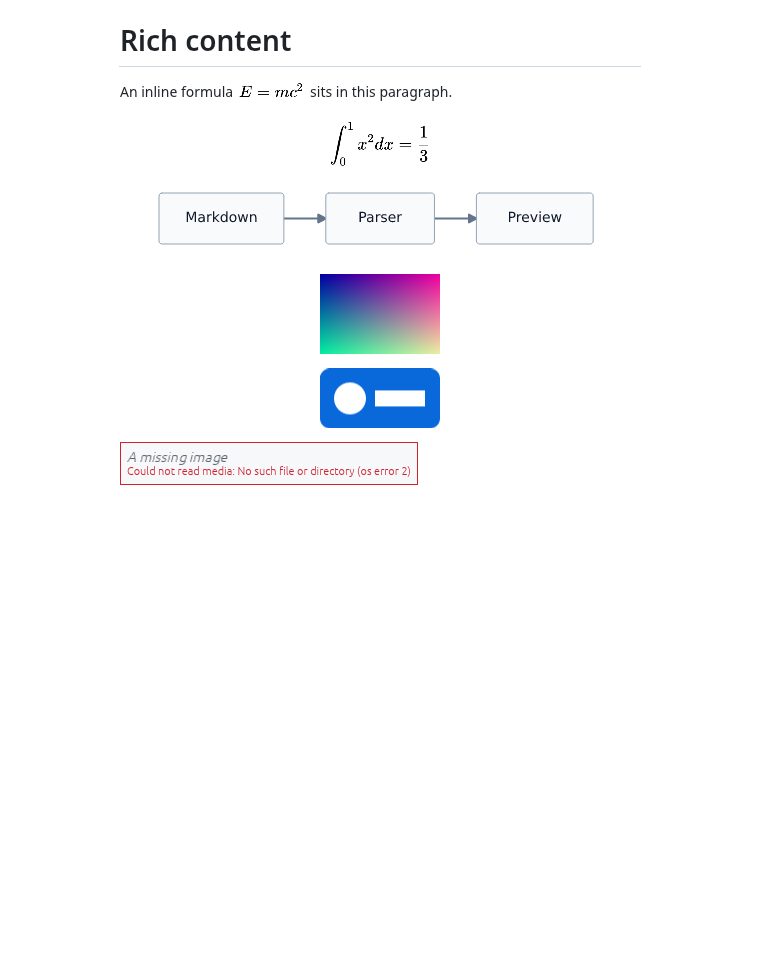 Rich content
An inline formula E = mc² sits in this paragraph.
∫₀¹ x²dx = 1/3
Markdown
Parser
Preview
A missing image
Could not read media: No such file or directory (os error 2)